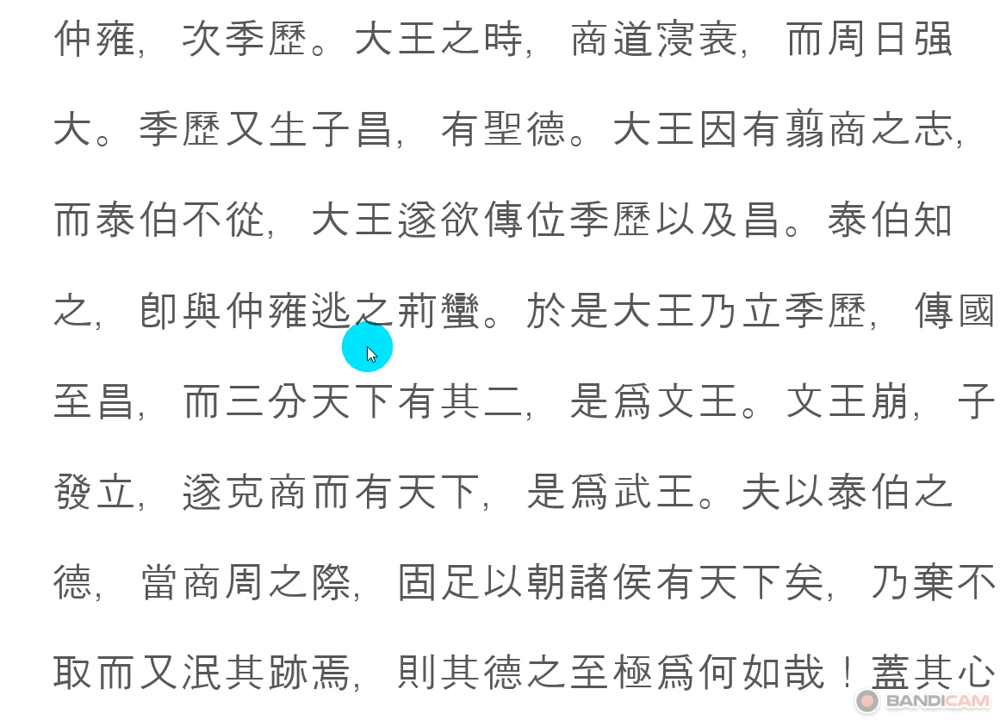 仲雍，次季歷。大王之時，商道寖衰，而周日强
大。季歷又生子昌，有聖德。大王因有翦商之志，
而泰伯不從，大王遂欲傳位季歷以及昌。泰伯知
之，卽與仲雍逃之荊蠻。於是大王乃立季歷，傳國
至昌，而三分天下有其二，是爲文王。文王崩，子
發立，遂克商而有天下，是爲武王。夫以泰伯之
德，當商周之際，固足以朝諸侯有天下矣，乃棄不
取而又泯其跡焉，則其德之至極爲何如哉！蓋其心
BANDICAM